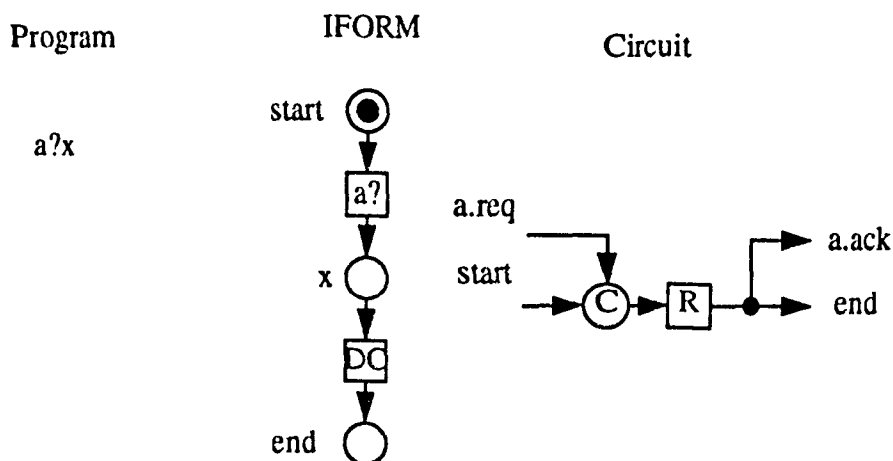 Program
IFORM
Circuit
start
a?x
a?
a.req
a.ack
x
start
C
R
end
DC
end